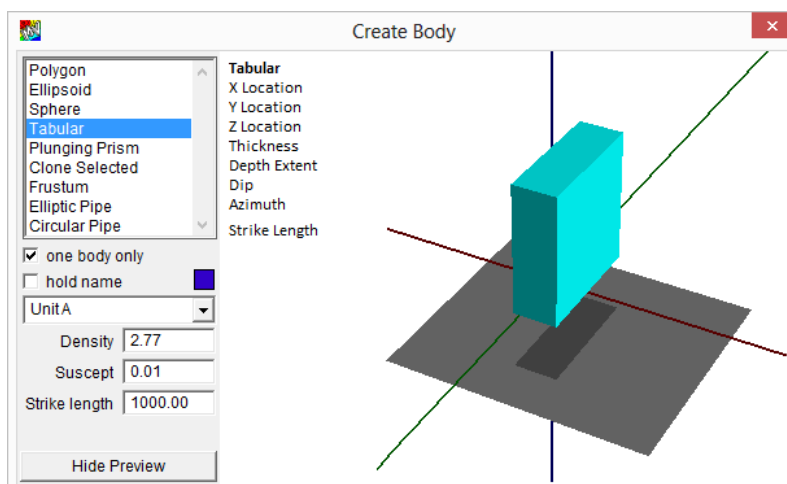 Create Body
Polygon
Ellipsoid
Sphere
Tabular
Plunging Prism
Clone Selected
Frustum
Elliptic Pipe
Circular Pipe
one body only
hold name
Unit A
Density 2.77
Suscept 0.01
Strike length 1000.00
Hide Preview
Tabular
X Location
Y Location
Z Location
Thickness
Depth Extent
Dip
Azimuth
Strike Length